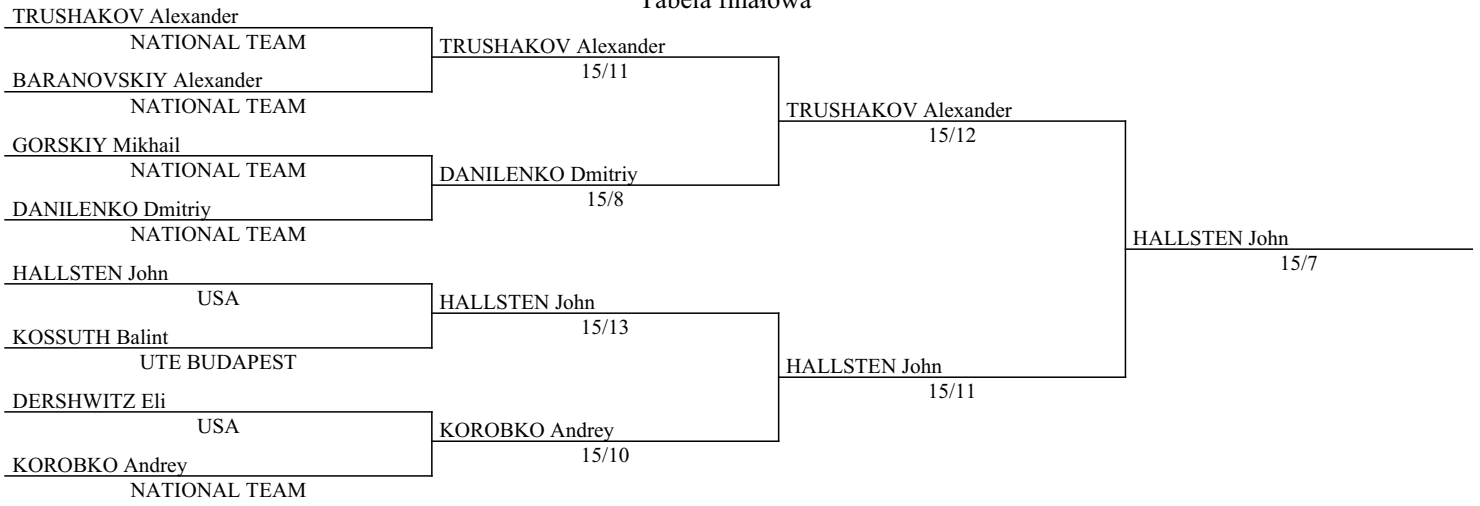 Tabela finałowa
TRUSHAKOV Alexander
NATIONAL TEAM
BARANOVSKIY Alexander
NATIONAL TEAM
GORSKIY Mikhail
NATIONAL TEAM
DANILENKO Dmitriy
NATIONAL TEAM
HALLSTEN John
USA
KOSSUTH Balint
UTE BUDAPEST
DERSHWITZ Eli
USA
KOROBKO Andrey
NATIONAL TEAM
TRUSHAKOV Alexander
15/11
DANILENKO Dmitriy
15/8
HALLSTEN John
15/13
KOROBKO Andrey
15/10
TRUSHAKOV Alexander
15/12
HALLSTEN John
15/11
HALLSTEN John
15/7